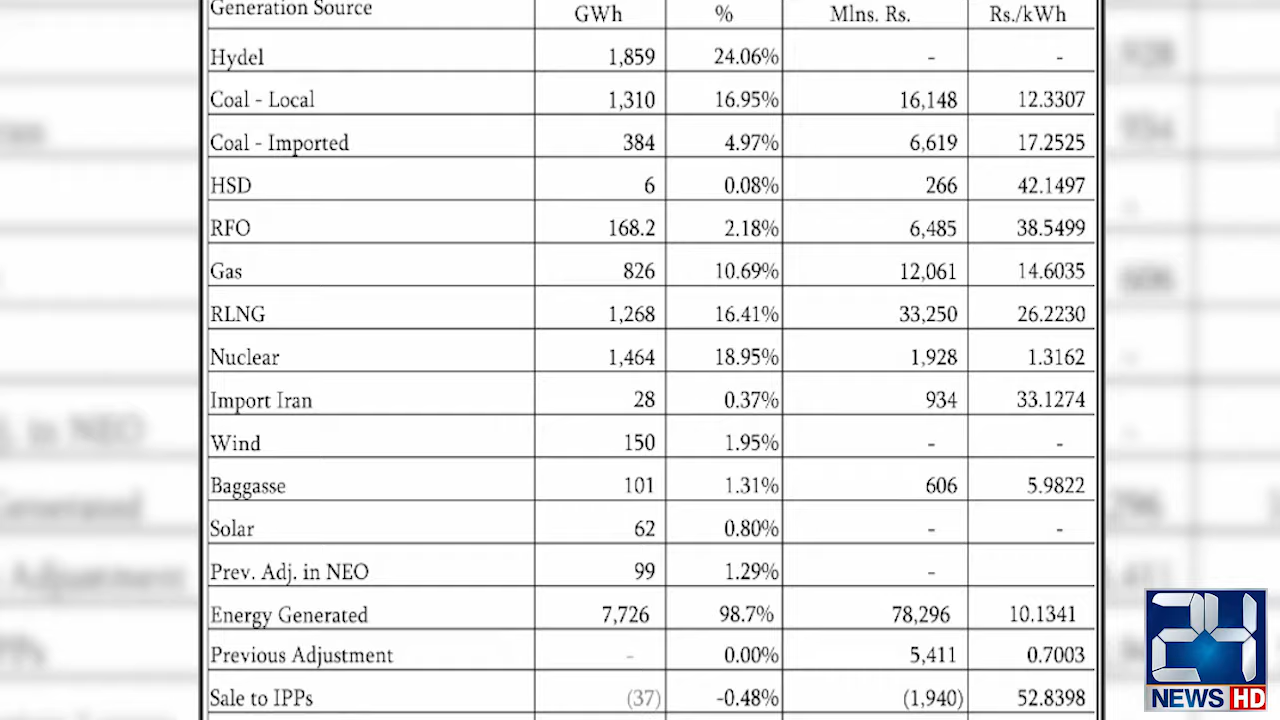 Generation Source GWh % Mlns. Rs. Rs./kWh
Hydel 1,859 24.06% - -
Coal - Local 1,310 16.95% 16,148 12.3307
Coal - Imported 384 4.97% 6,619 17.2525
HSD 6 0.08% 266 42.1497
RFO 168.2 2.18% 6,485 38.5499
Gas 826 10.69% 12,061 14.6035
RLNG 1,268 16.41% 33,250 26.2230
Nuclear 1,464 18.95% 1,928 1.3162
Import Iran 28 0.37% 934 33.1274
Wind 150 1.95% - -
Baggasse 101 1.31% 606 5.9822
Solar 62 0.80% - -
Prev. Adj. in NEO 99 1.29% -
Energy Generated 7,726 98.7% 78,296 10.1341
Previous Adjustment - 0.00% 5,411 0.7003
Sale to IPPs (37) -0.48% (1,940) 52.8398
24
NEWS HD